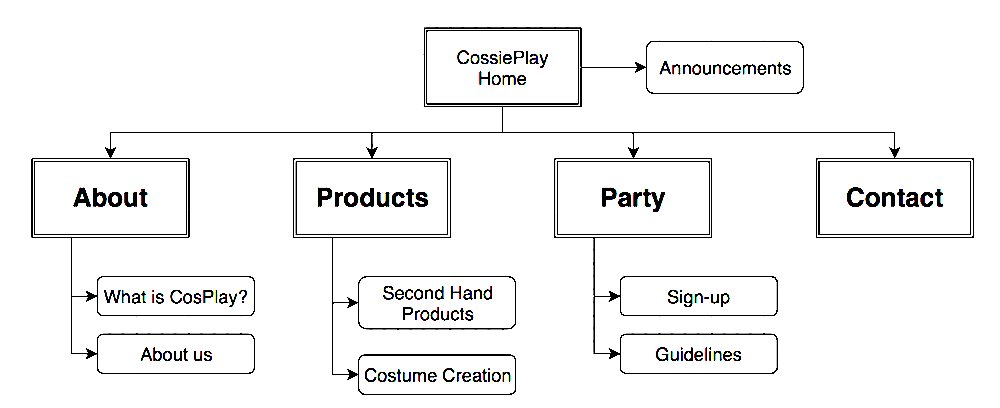 CossiePlay
Home
Announcements
About
Products
Party
Contact
What is CosPlay?
About us
Second Hand
Products
Costume Creation
Sign-up
Guidelines